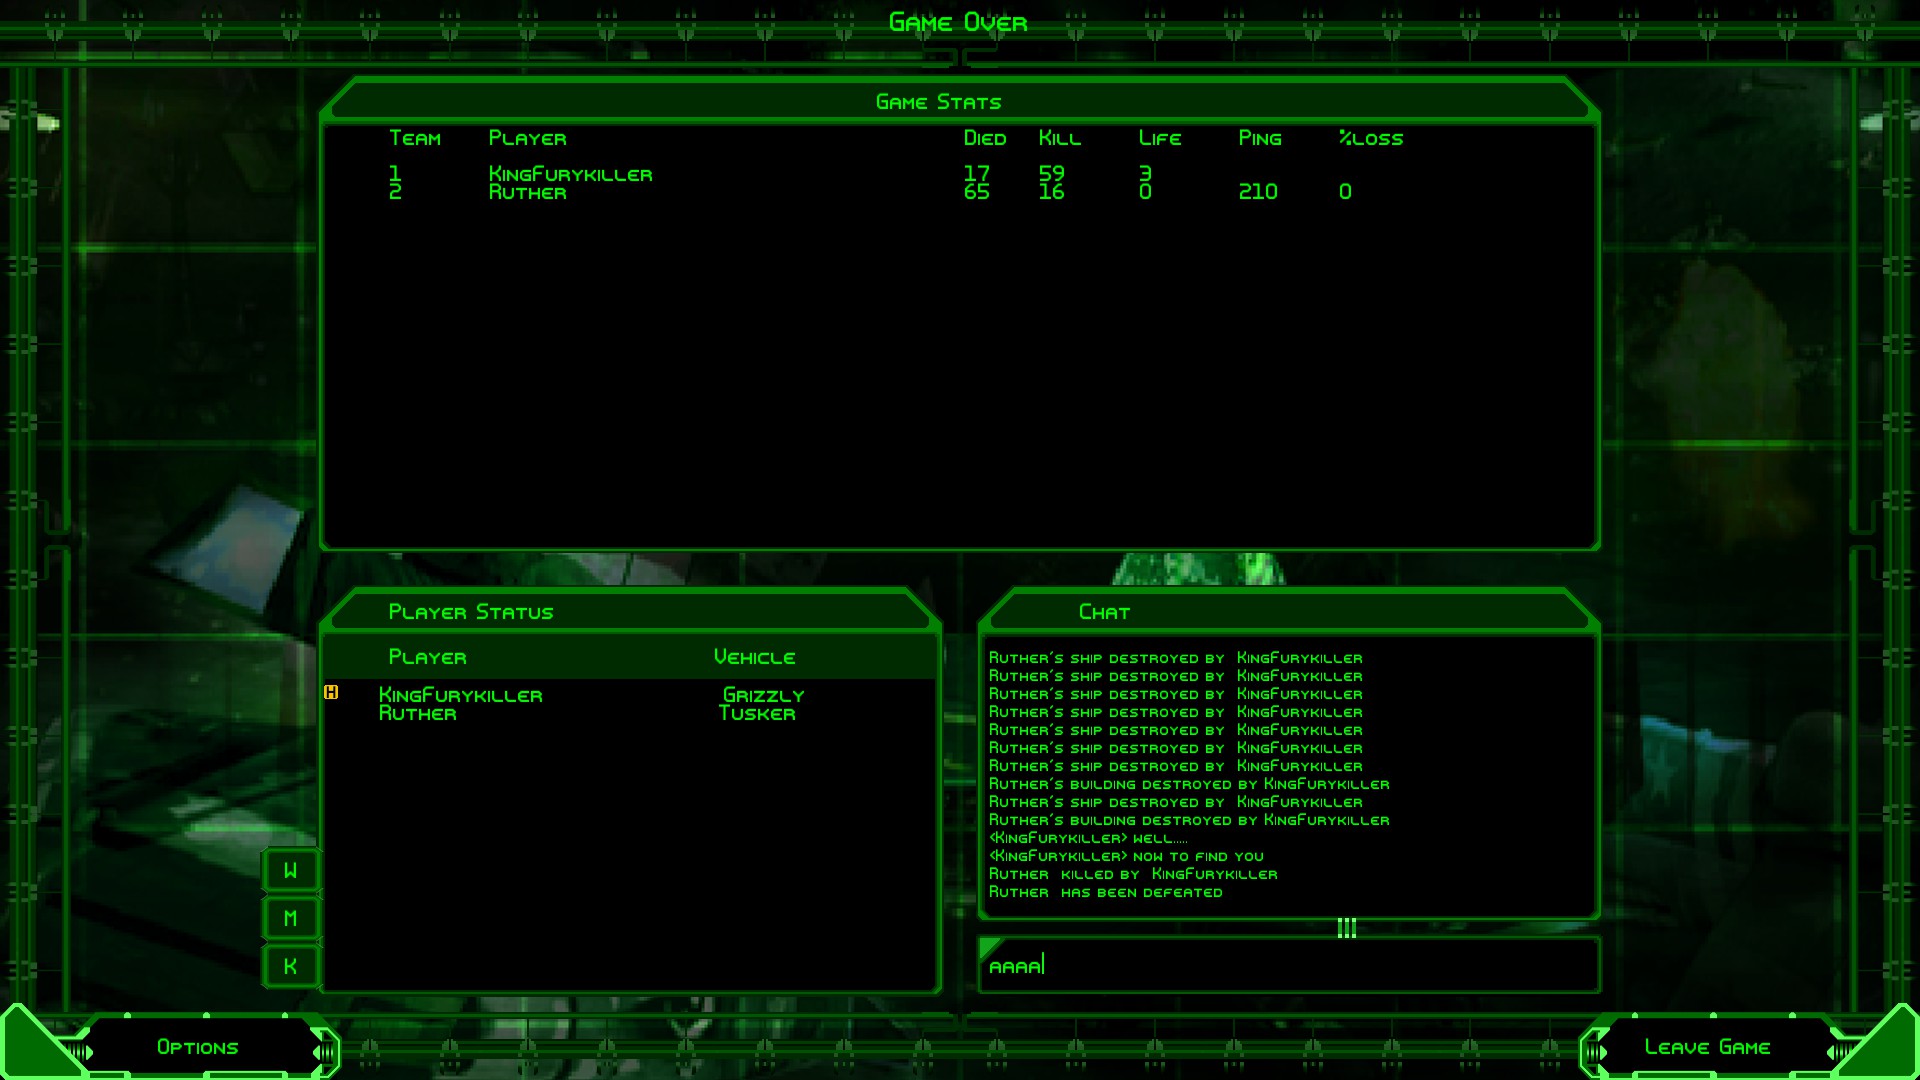 Game Over
Game Stats
Team Player Died Kill Life Ping %Loss
1 KingFurykiller 17 59 3
2 Ruther 65 16 0 210 0
Player Status
Player Vehicle
H KingFurykiller Grizzly
Ruther Tusker
W
M
K
Chat
Ruther's ship destroyed by KingFurykiller
Ruther's ship destroyed by KingFurykiller
Ruther's ship destroyed by KingFurykiller
Ruther's ship destroyed by KingFurykiller
Ruther's ship destroyed by KingFurykiller
Ruther's ship destroyed by KingFurykiller
Ruther's ship destroyed by KingFurykiller
Ruther's building destroyed by KingFurykiller
Ruther's ship destroyed by KingFurykiller
Ruther's building destroyed by KingFurykiller
<KingFurykiller> well.....
<KingFurykiller> now to find you
Ruther killed by KingFurykiller
Ruther has been defeated
aaaa
Options
Leave Game